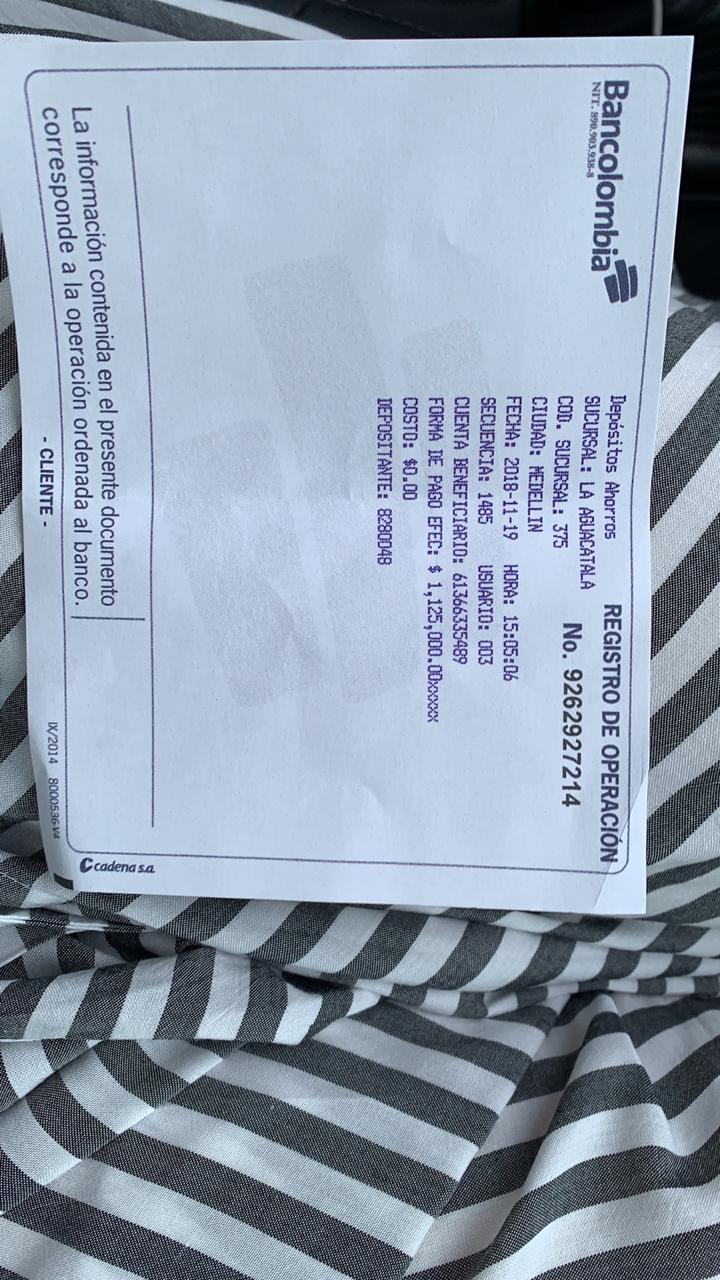 Bancolombia
NIT. 890.903.938-8
REGISTRO DE OPERACIÓN
No. 9262927214
Depósitos Ahorros
SUCURSAL: LA AGUACATALA
COD. SUCURSAL: 375
CIUDAD: MEDELLIN
FECHA: 2018-11-19 HORA: 15:05:06
SECUENCIA: 1485 USUARIO: 003
CUENTA BENEFICIARIO: 61366335489
FORMA DE PAGO EFEC: $ 1,125,000.00xxxxx
COSTO: $0.00
DEPOSITANTE: 8280048
La información contenida en el presente documento
corresponde a la operación ordenada al banco.
- CLIENTE -
IX/2014 8000536-V4
cadena s.a.